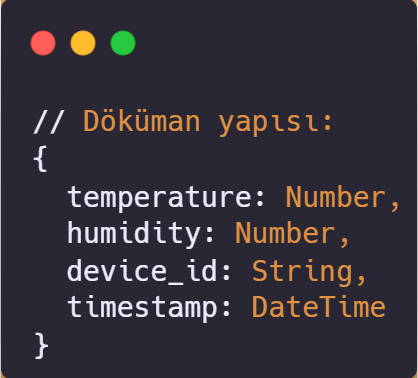 // Döküman yapısı:
{
temperature: Number,
humidity: Number,
device_id: String,
timestamp: DateTime
}